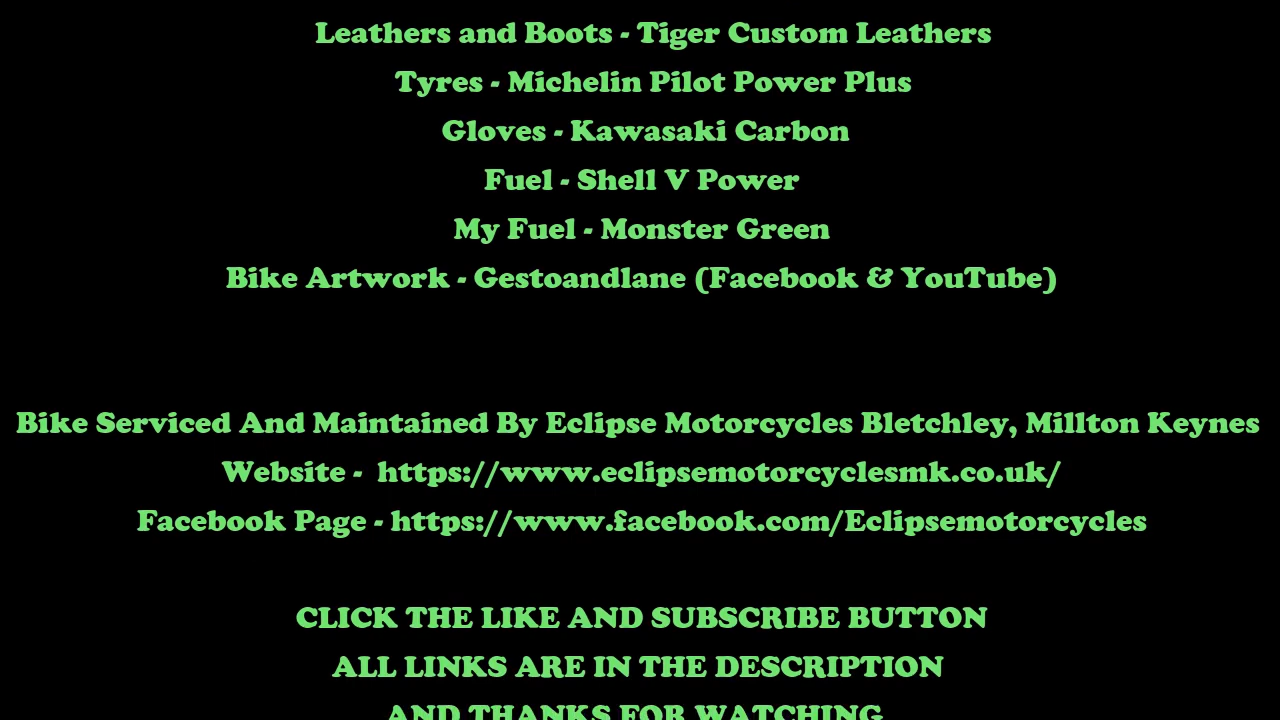 Leathers and Boots - Tiger Custom Leathers
Tyres - Michelin Pilot Power Plus
Gloves - Kawasaki Carbon
Fuel - Shell V Power
My Fuel - Monster Green
Bike Artwork - Gestoandlane (Facebook & YouTube)
Bike Serviced And Maintained By Eclipse Motorcycles Bletchley, Millton Keynes
Website -  https://www.eclipsemotorcyclesmk.co.uk/
Facebook Page - https://www.facebook.com/Eclipsemotorcycles
CLICK THE LIKE AND SUBSCRIBE BUTTON
ALL LINKS ARE IN THE DESCRIPTION
AND THANKS FOR WATCHING